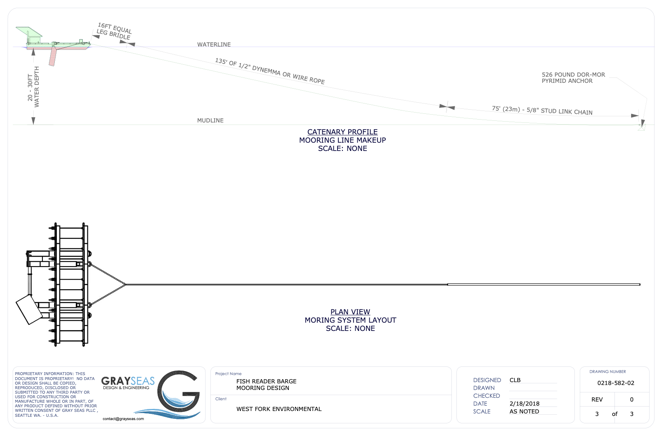 16FT EQUAL
LEG BRIDLE
WATERLINE
135' OF 1/2" DYNEMMA OR WIRE ROPE
526 POUND DOR-MOR
PYRIMID ANCHOR
20 - 30FT
WATER DEPTH
75' (23m) - 5/8" STUD LINK CHAIN
MUDLINE
CATENARY PROFILE
MOORING LINE MAKEUP
SCALE: NONE
PLAN VIEW
MORING SYSTEM LAYOUT
SCALE: NONE
PROPRIETARY INFORMATION: THIS
DOCUMENT IS PROPRIETARY. NO DATA
OR DESIGN SHALL BE COPIED,
REPRODUCED, DISCLOSED OR
SUBMITTED TO ANY THIRD PARTY OR
USED FOR CONSTRUCTION OR
MANUFACTURE WHOLE OR IN PART, OF
ANY PRODUCT DEFINED WITHOUT PRIOR
WRITTEN CONSENT OF GRAY SEAS PLLC ,
SEATTLE WA. - U.S.A.
GRAYSEAS
DESIGN & ENGINEERING
contact@grayseas.com
Project Name
FISH READER BARGE
MOORING DESIGN
Client
WEST FORK ENVIRONMENTAL
DESIGNED CLB
DRAWN
CHECKED
DATE 2/18/2018
SCALE AS NOTED
DRAWING NUMBER
0218-582-02
REV 0
3 of 3